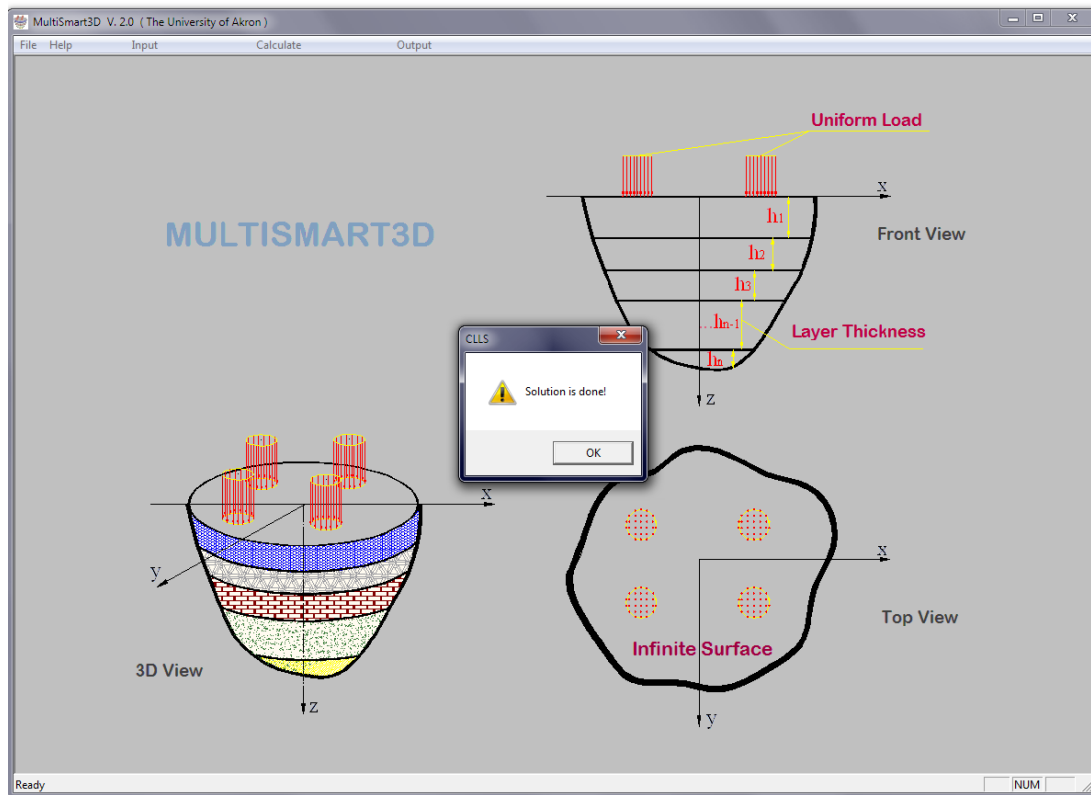 MultiSmart3D V. 2.0 ( The University of Akron )
File Help Input Calculate Output
MULTISMART3D
Uniform Load
x
h1
h2
h3
...hn-1
hn
Layer Thickness
Front View
z
CLLS
Solution is done!
OK
x
y
z
3D View
x
y
Top View
Infinite Surface
Ready
NUM